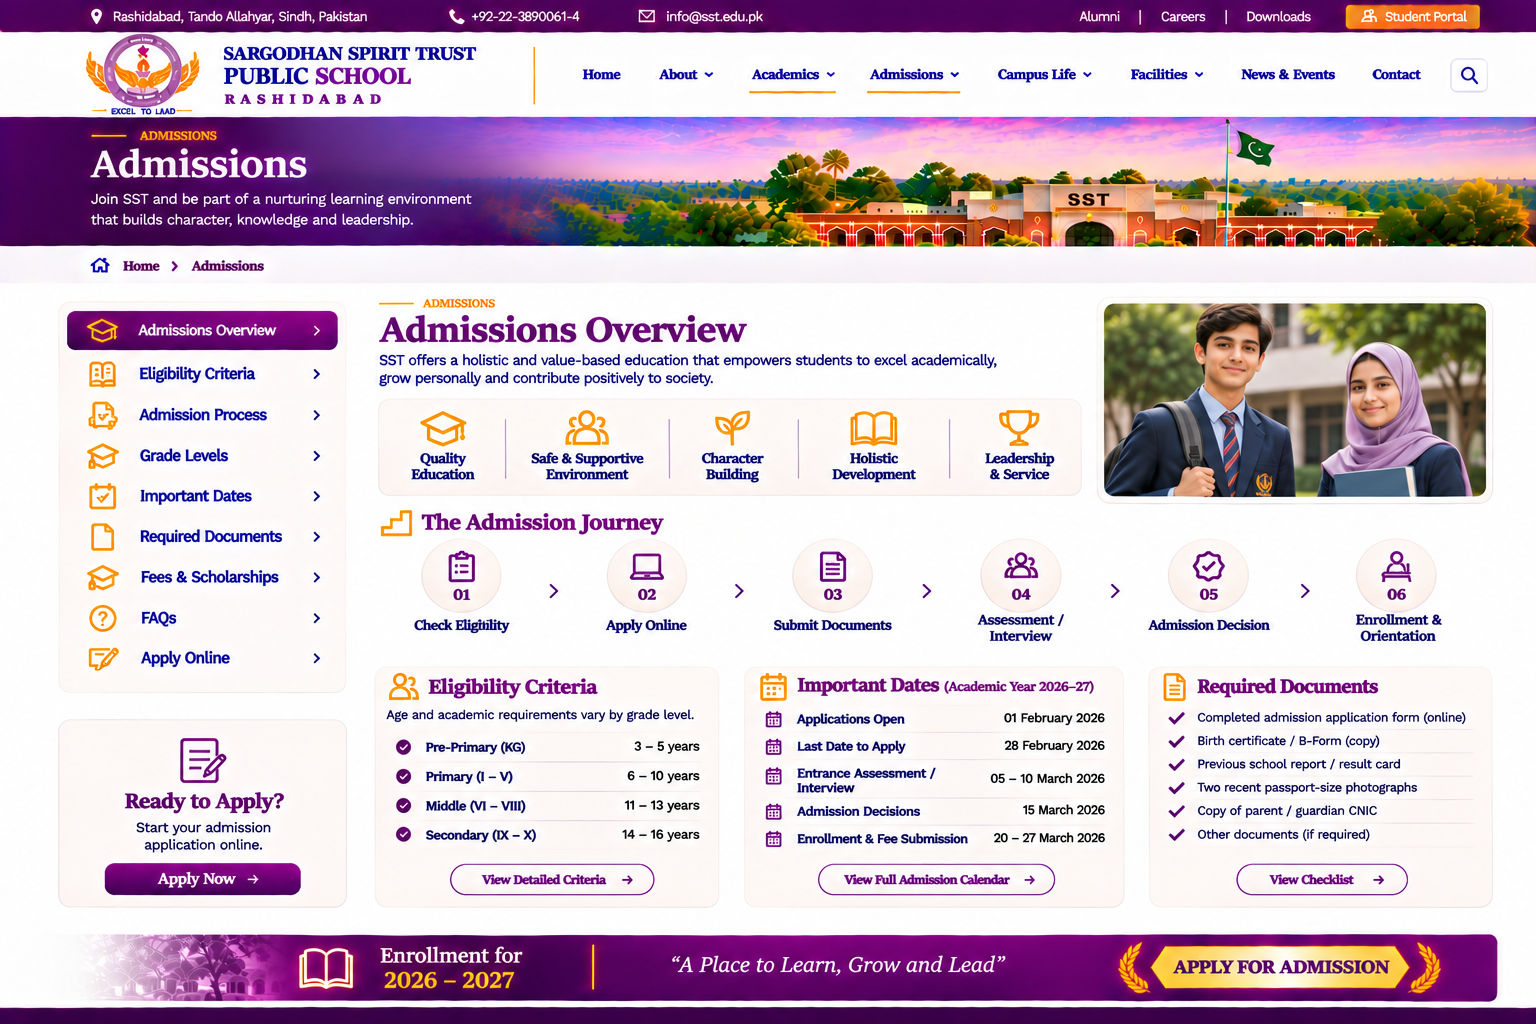 Rashidabad, Tando Allahyar, Sindh, Pakistan
+92-22-3890061-4
info@sst.edu.pk
Alumni | Careers | Downloads
Student Portal
EXCEL TO LAAD
SARGODHAN SPIRIT TRUST
PUBLIC SCHOOL
RASHIDABAD
Home
About
Academics
Admissions
Campus Life
Facilities
News & Events
Contact
ADMISSIONS
Admissions
Join SST and be part of a nurturing learning environment
that builds character, knowledge and leadership.
SST
Home > Admissions
Admissions Overview
Eligibility Criteria
Admission Process
Grade Levels
Important Dates
Required Documents
Fees & Scholarships
FAQs
Apply Online
Ready to Apply?
Start your admission
application online.
Apply Now →
ADMISSIONS
Admissions Overview
SST offers a holistic and value-based education that empowers students to excel academically,
grow personally and contribute positively to society.
Quality
Education
Safe & Supportive
Environment
Character
Building
Holistic
Development
Leadership
& Service
The Admission Journey
01
Check Eligibility
02
Apply Online
03
Submit Documents
04
Assessment /
Interview
05
Admission Decision
06
Enrollment &
Orientation
Eligibility Criteria
Age and academic requirements vary by grade level.
Pre-Primary (KG) 3 – 5 years
Primary (I – V) 6 – 10 years
Middle (VI – VIII) 11 – 13 years
Secondary (IX – X) 14 – 16 years
View Detailed Criteria →
Important Dates (Academic Year 2026–27)
Applications Open 01 February 2026
Last Date to Apply 28 February 2026
Entrance Assessment /
Interview 05 – 10 March 2026
Admission Decisions 15 March 2026
Enrollment & Fee Submission 20 – 27 March 2026
View Full Admission Calendar →
Required Documents
Completed admission application form (online)
Birth certificate / B-Form (copy)
Previous school report / result card
Two recent passport-size photographs
Copy of parent / guardian CNIC
Other documents (if required)
View Checklist →
Enrollment for
2026 – 2027
“A Place to Learn, Grow and Lead”
APPLY FOR ADMISSION